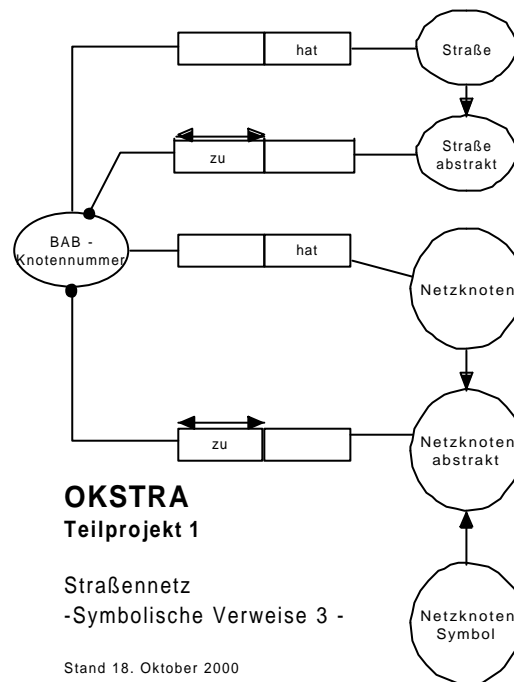 hat
Straße
zu
Straße
abstrakt
BAB -
Knotennummer
hat
Netzknoten
zu
Netzknoten
abstrakt
OKSTRA
Teilprojekt 1
Straßennetz
-Symbolische Verweise 3 -
Netzknoten
Symbol
Stand 18. Oktober 2000